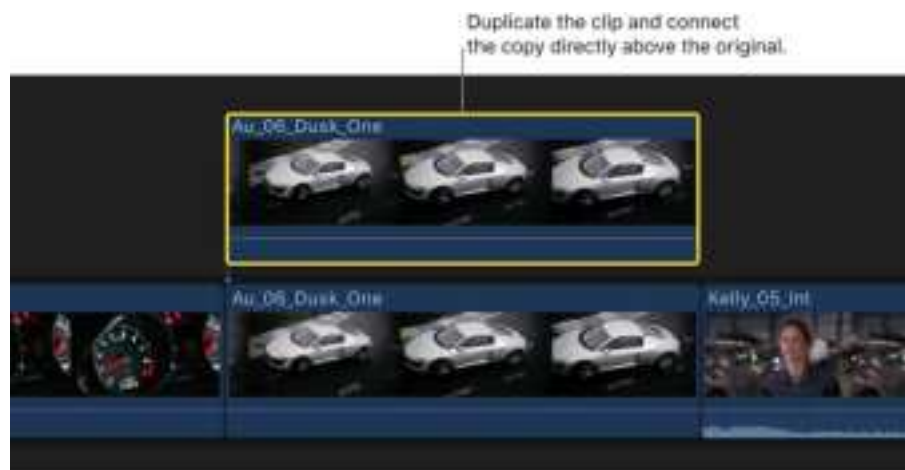 Duplicate the clip and connect
the copy directly above the original.
Au_06_Dusk_One
Au_06_Dusk_One
Kelly_05_Int